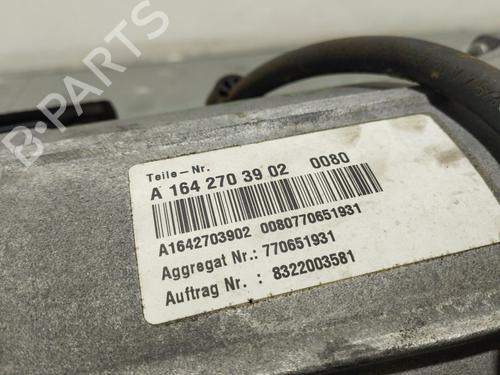 B-PARTS
Teile-Nr.
A 164 270 39 02 0080
A1642703902 0080770651931
Aggregat Nr.: 770651931
Auftrag Nr. : 8322003581